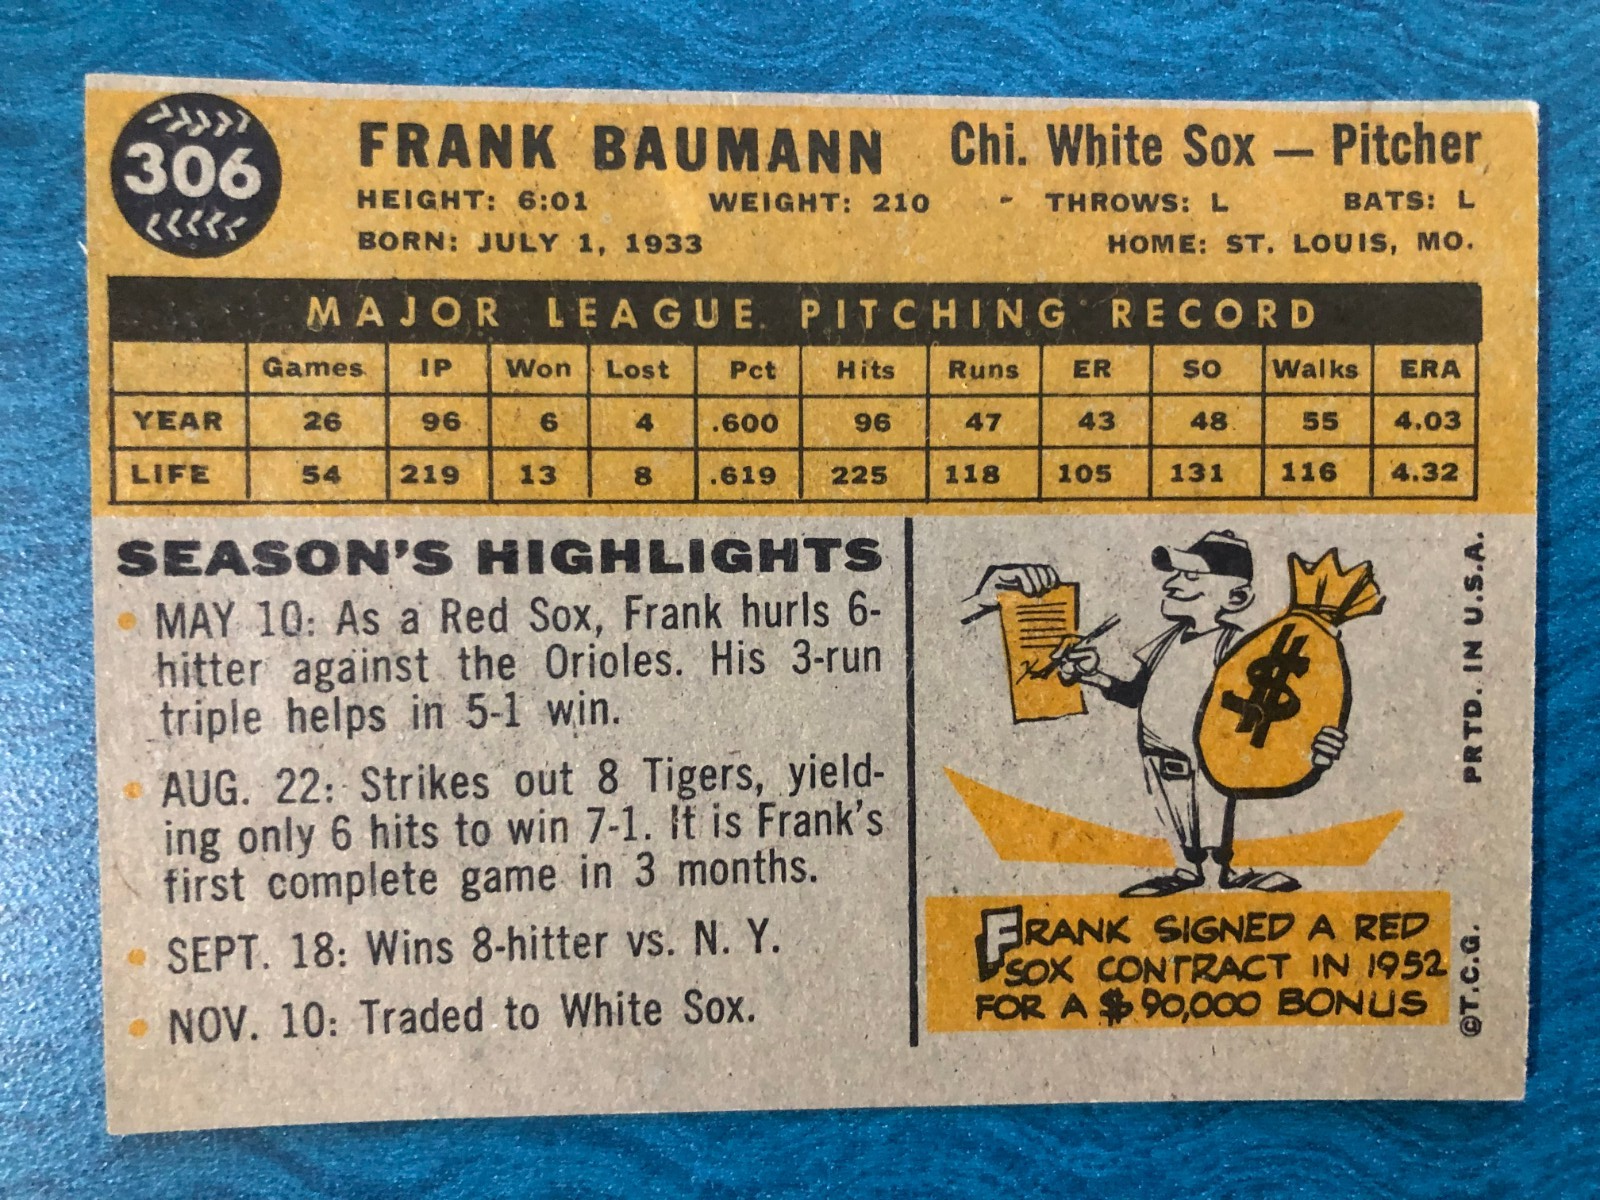 306
FRANK BAUMANN Chi. White Sox — Pitcher
HEIGHT: 6:01 WEIGHT: 210 THROWS: L BATS: L
BORN: JULY 1, 1933 HOME: ST. LOUIS, MO.
MAJOR LEAGUE PITCHING RECORD
Games IP Won Lost Pct Hits Runs ER SO Walks ERA
YEAR 26 96 6 4 .600 96 47 43 48 55 4.03
LIFE 54 219 13 8 .619 225 118 105 131 116 4.32
SEASON'S HIGHLIGHTS
• MAY 10: As a Red Sox, Frank hurls 6-
hitter against the Orioles. His 3-run
triple helps in 5-1 win.
• AUG. 22: Strikes out 8 Tigers, yield-
ing only 6 hits to win 7-1. It is Frank's
first complete game in 3 months.
• SEPT. 18: Wins 8-hitter vs. N. Y.
• NOV. 10: Traded to White Sox.
$
FRANK SIGNED A RED
SOX CONTRACT IN 1952
FOR A $90,000 BONUS
©T.C.G. PRTD. IN U.S.A.